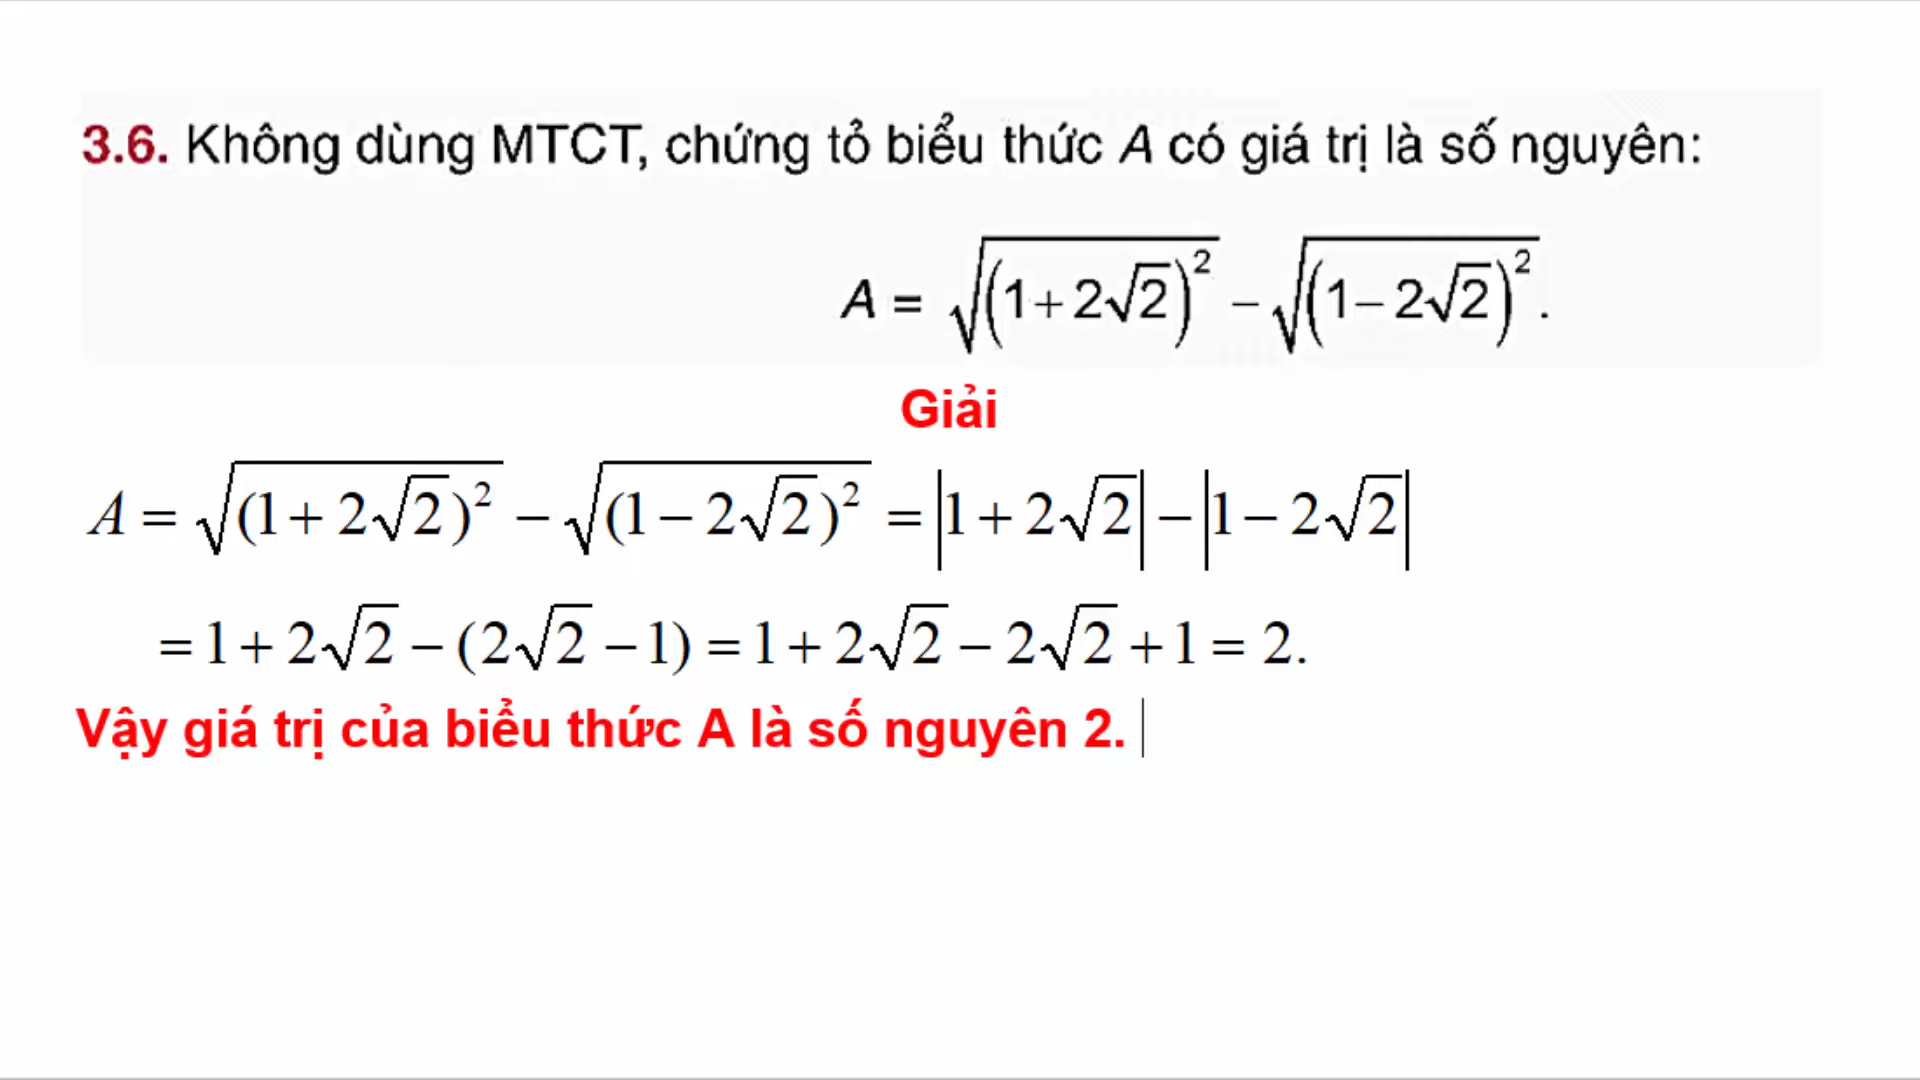 3.6. Không dùng MTCT, chứng tỏ biểu thức A có giá trị là số nguyên:
A = √(1+2√2)² − √(1−2√2)².
Giải
A = √(1+2√2)² − √(1−2√2)² = |1+2√2| − |1−2√2|
= 1+2√2 − (2√2 −1) = 1+2√2 − 2√2 +1 = 2.
Vậy giá trị của biểu thức A là số nguyên 2.